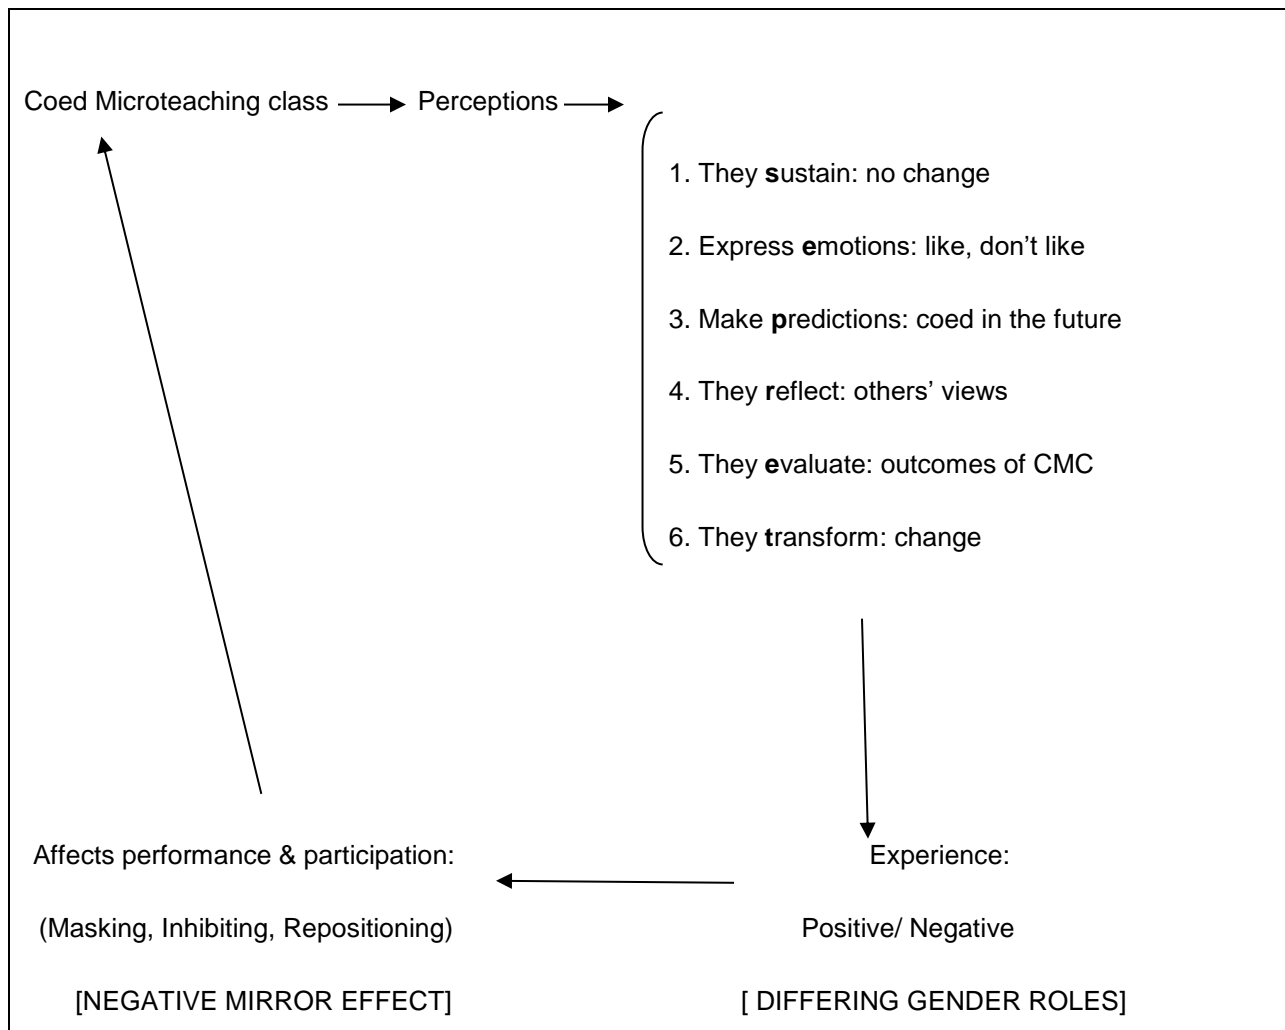 Coed Microteaching class
Perceptions
1. They sustain: no change
2. Express emotions: like, don’t like
3. Make predictions: coed in the future
4. They reflect: others’ views
5. They evaluate: outcomes of CMC
6. They transform: change
Affects performance & participation:
(Masking, Inhibiting, Repositioning)
[NEGATIVE MIRROR EFFECT]
Experience:
Positive/ Negative
[ DIFFERING GENDER ROLES]